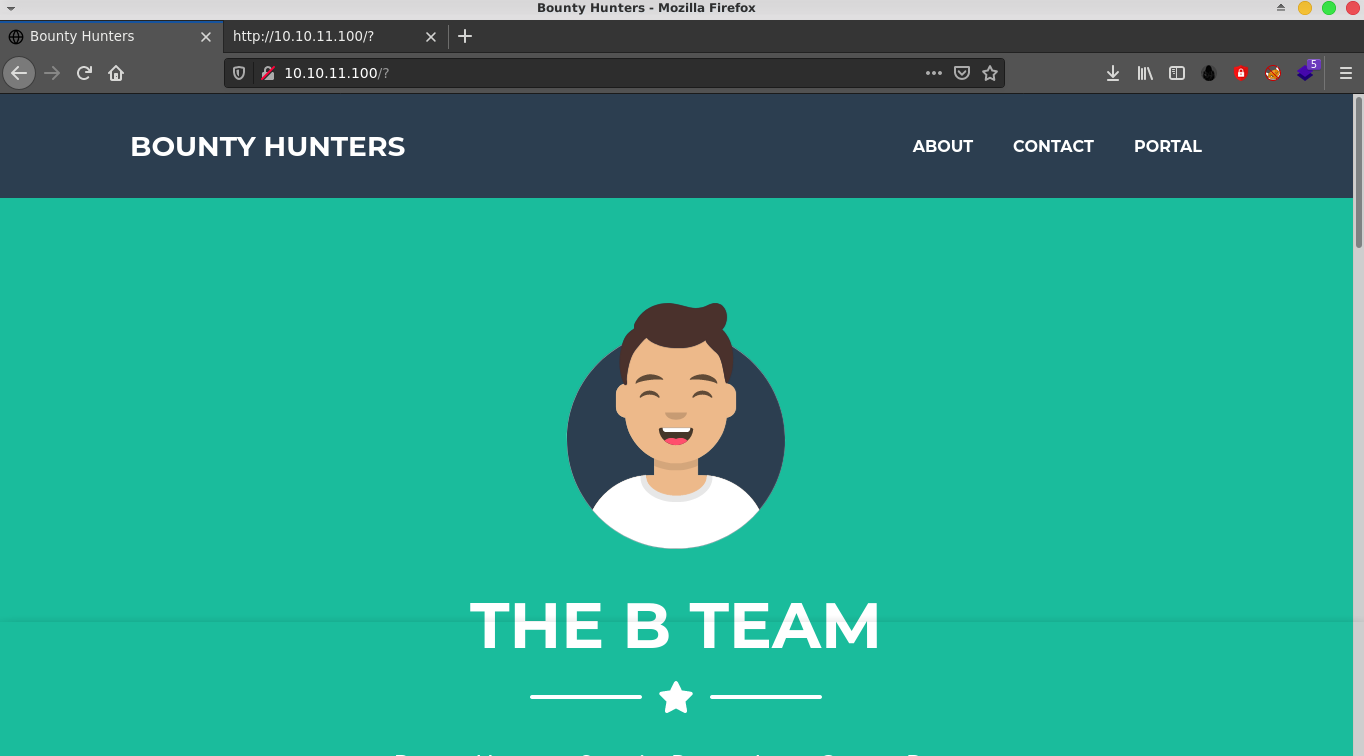 Bounty Hunters - Mozilla Firefox
Bounty Hunters
http://10.10.11.100/?
10.10.11.100/?
5
BOUNTY HUNTERS
ABOUT CONTACT PORTAL
THE B TEAM